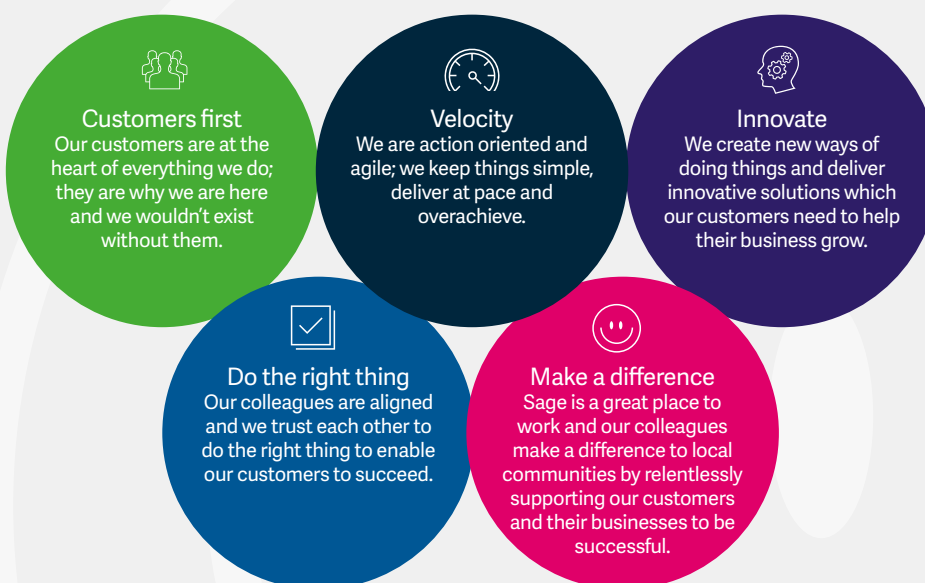 Customers first
Our customers are at the
heart of everything we do;
they are why we are here
and we wouldn’t exist
without them.
Velocity
We are action oriented and
agile; we keep things simple,
deliver at pace and
overachieve.
Innovate
We create new ways of
doing things and deliver
innovative solutions which
our customers need to help
their business grow.
Do the right thing
Our colleagues are aligned
and we trust each other to
do the right thing to enable
our customers to succeed.
Make a difference
Sage is a great place to
work and our colleagues
make a difference to local
communities by relentlessly
supporting our customers
and their businesses to be
successful.